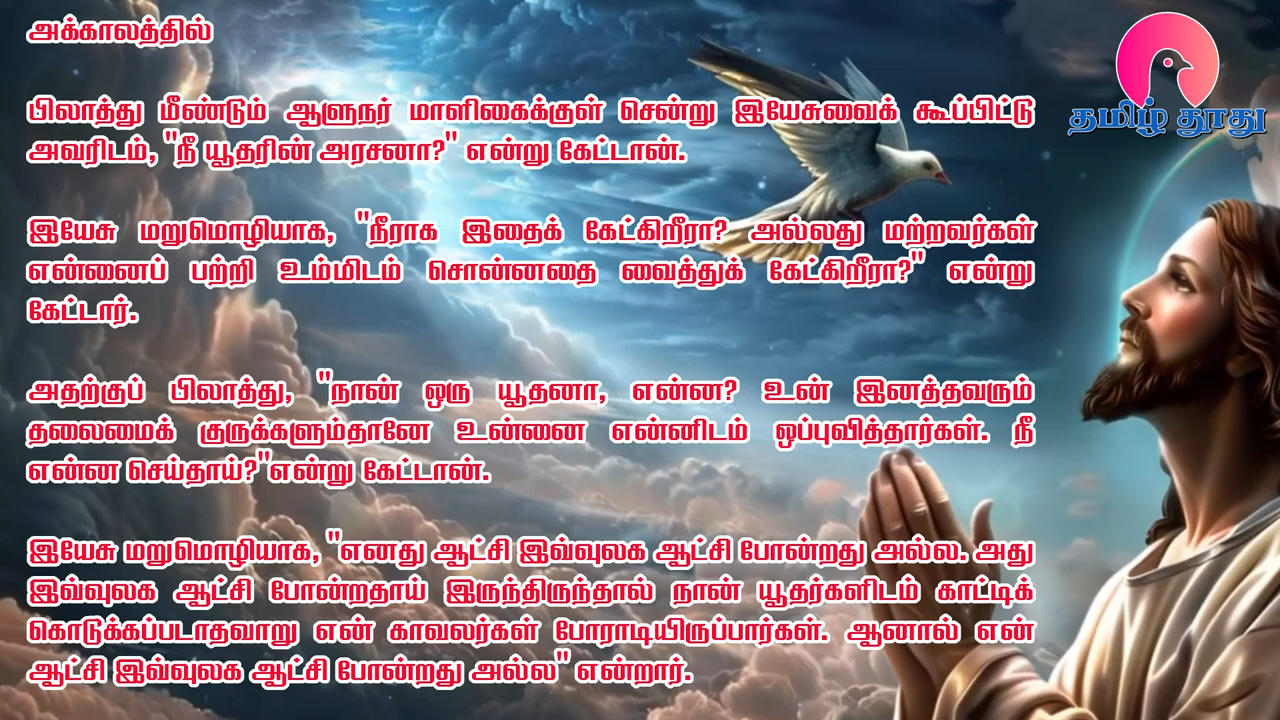 அக்காலத்தில்
தமிழ் தூது
பிலாத்து மீண்டும் ஆளுநர் மாளிகைக்குள் சென்று இயேசுவைக் கூப்பிட்டு
அவரிடம், "நீ யூதரின் அரசனா?" என்று கேட்டான்.
இயேசு மறுமொழியாக, "நீராக இதைக் கேட்கிறீரா? அல்லது மற்றவர்கள்
என்னைப் பற்றி உம்மிடம் சொன்னதை வைத்துக் கேட்கிறீரா?" என்று
கேட்டார்.
அதற்குப் பிலாத்து, "நான் ஒரு யூதனா, என்ன? உன் இனத்தவரும்
தலைமைக் குருக்களும்தானே உன்னை என்னிடம் ஒப்புவித்தார்கள். நீ
என்ன செய்தாய்?"என்று கேட்டான்.
இயேசு மறுமொழியாக, "எனது ஆட்சி இவ்வுலக ஆட்சி போன்றது அல்ல. அது
இவ்வுலக ஆட்சி போன்றதாய் இருந்திருந்தால் நான் யூதர்களிடம் காட்டிக்
கொடுக்கப்படாதவாறு என் காவலர்கள் போராடியிருப்பார்கள். ஆனால் என்
ஆட்சி இவ்வுலக ஆட்சி போன்றது அல்ல" என்றார்.